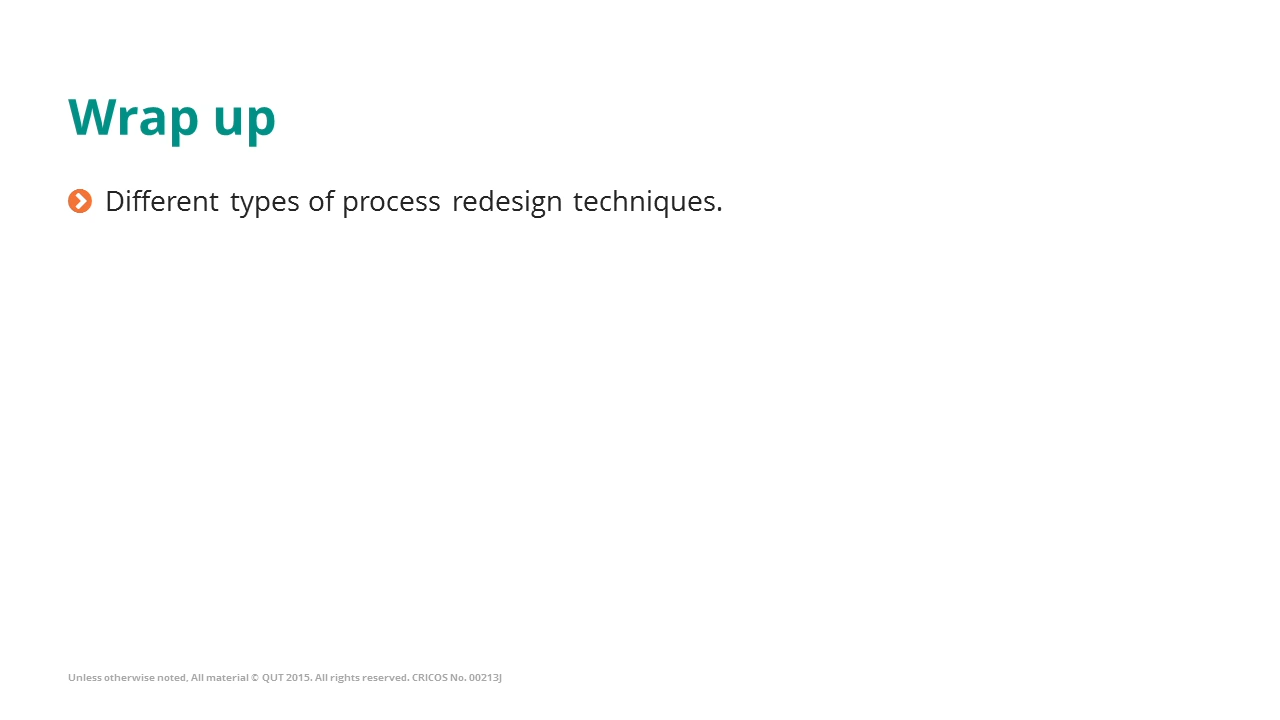 Wrap up
Different types of process redesign techniques.
Unless otherwise noted, All material © QUT 2015. All rights reserved. CRICOS No. 00213J